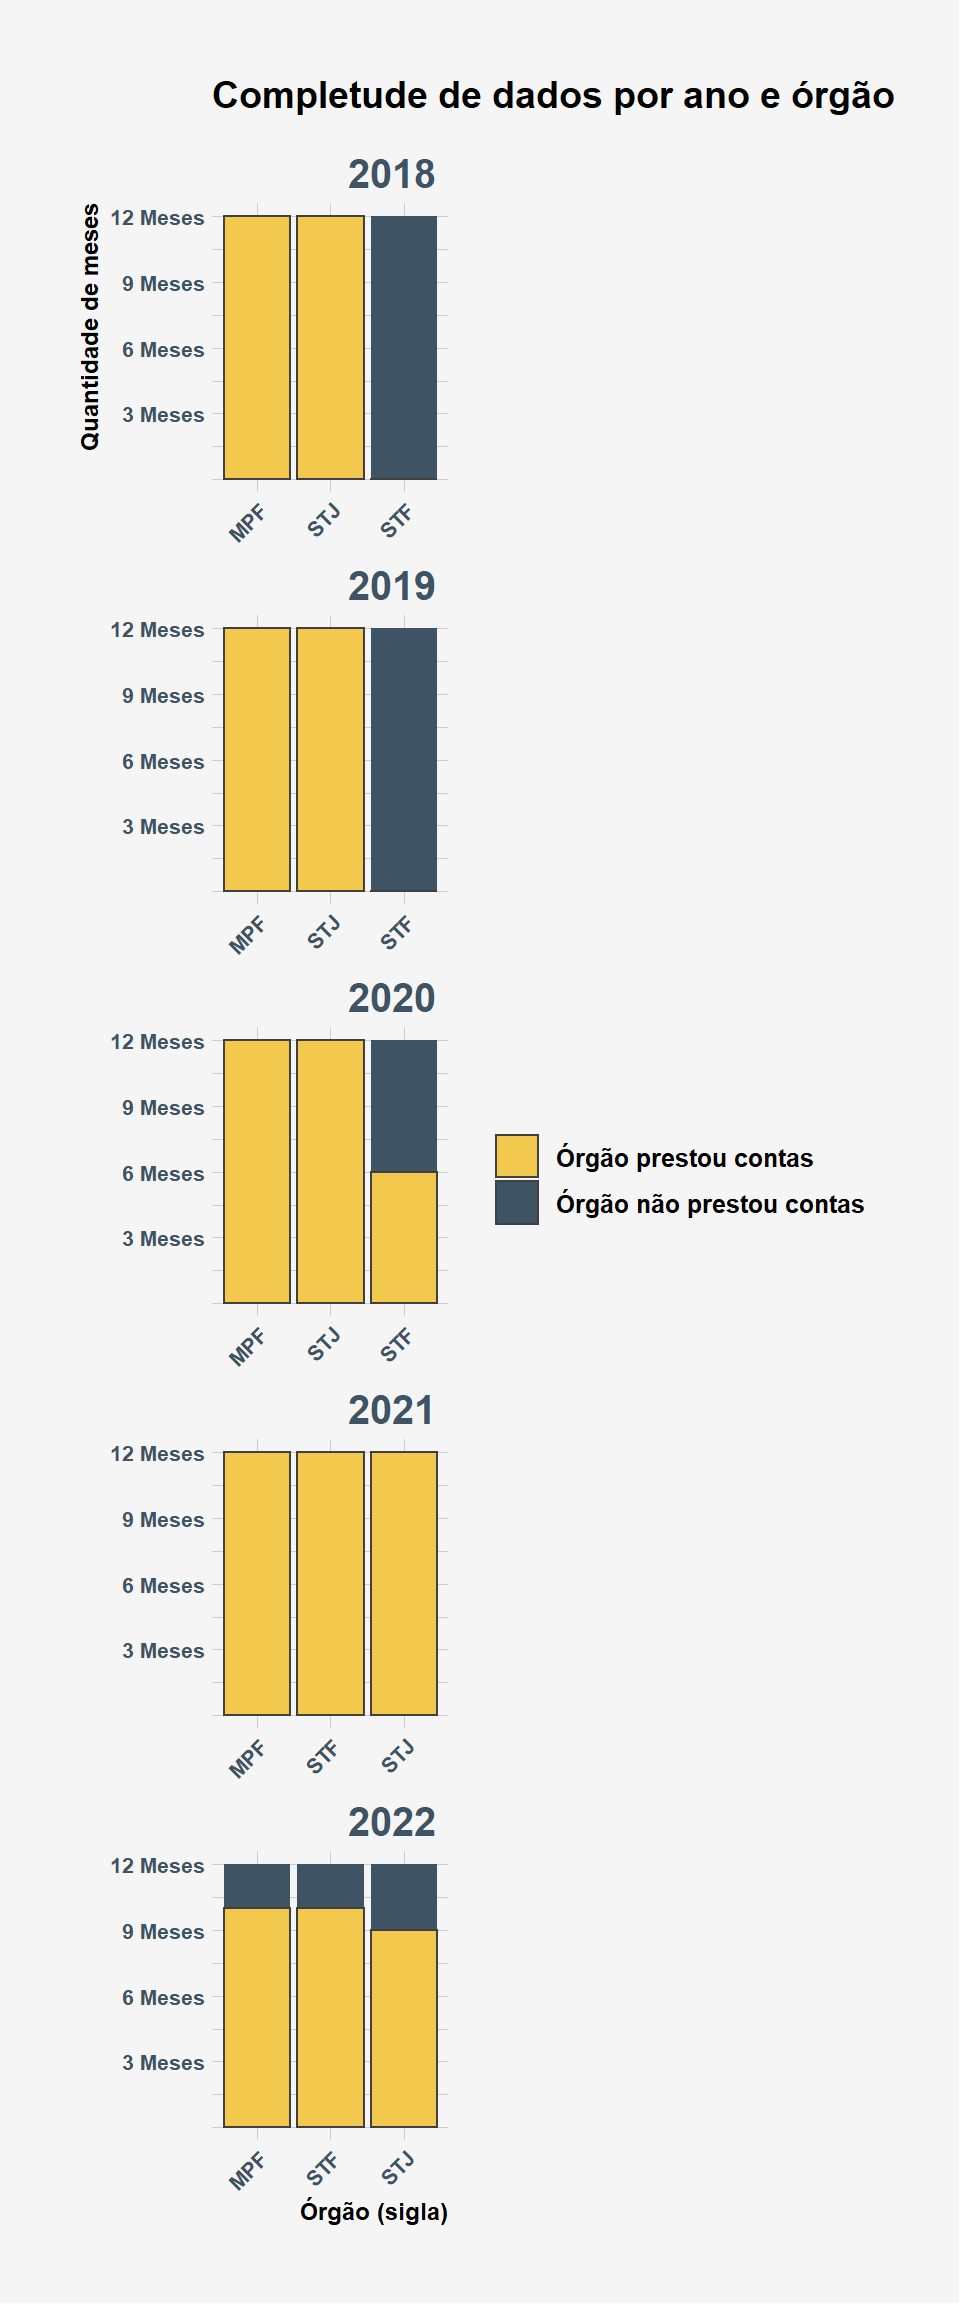 Completude de dados por ano e órgão
2018
Quantidade de meses
12 Meses
9 Meses
6 Meses
3 Meses
MPF STJ STF
2019
12 Meses
9 Meses
6 Meses
3 Meses
MPF STJ STF
2020
12 Meses
9 Meses
6 Meses
3 Meses
MPF STJ STF
Órgão prestou contas
Órgão não prestou contas
2021
12 Meses
9 Meses
6 Meses
3 Meses
MPF STF STJ
2022
12 Meses
9 Meses
6 Meses
3 Meses
MPF STF STJ
Órgão (sigla)